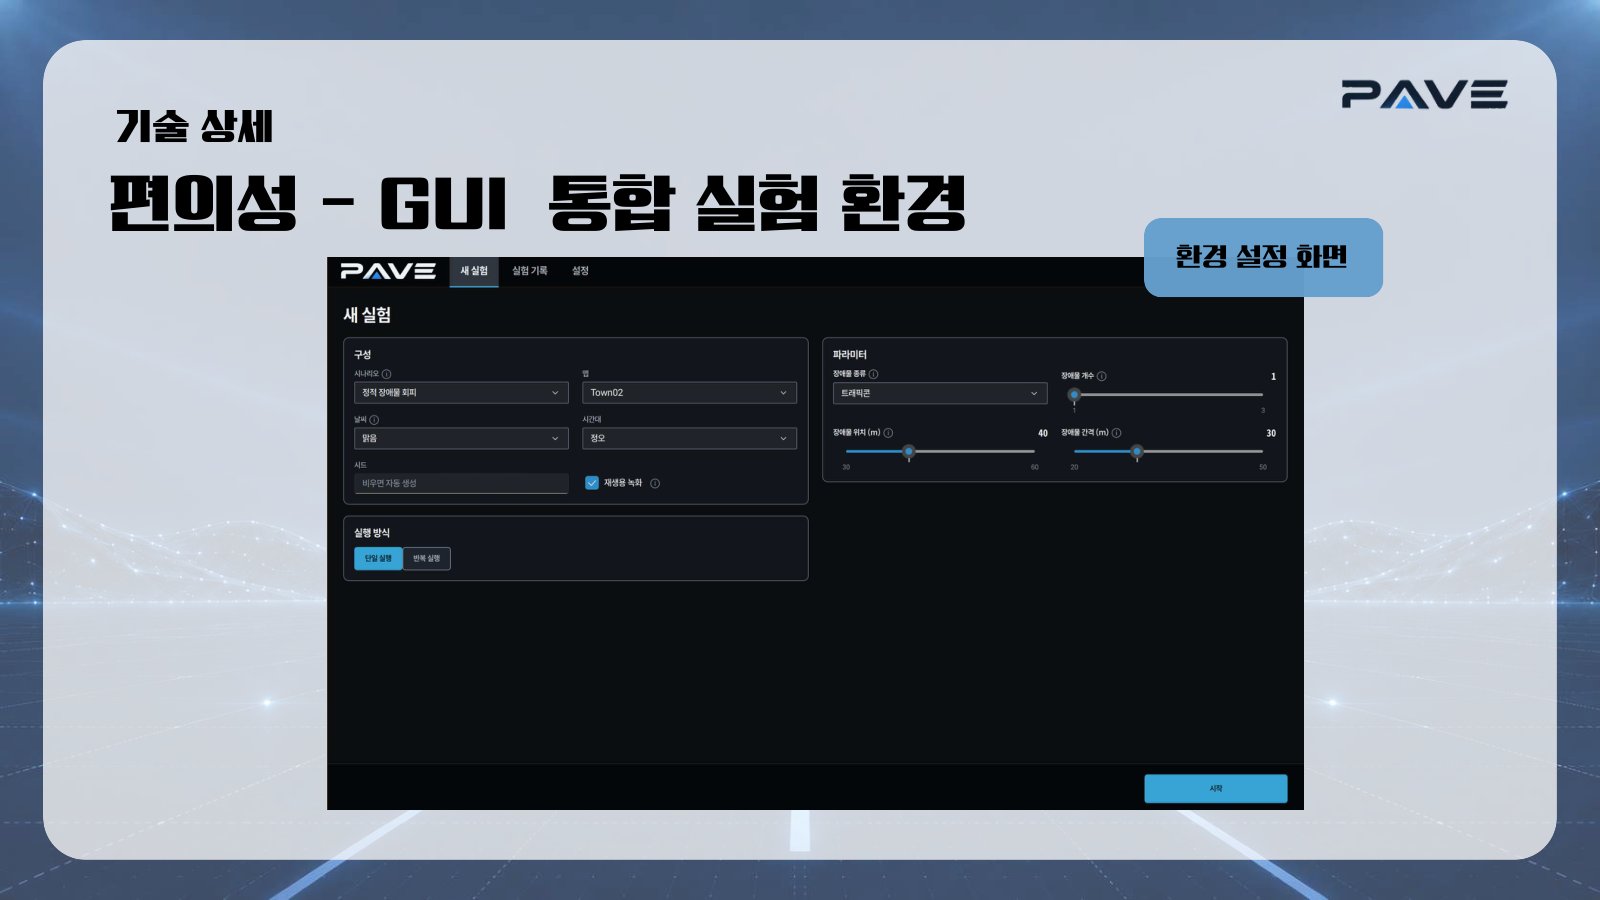 PAVE
기술 상세
편의성 - GUI 통합 실험 환경
환경 설정 화면
PAVE 새 실험 실험 기록 설정
새 실험
구성
시나리오 맵
정적 장애물 회피 Town02
날씨 시간대
맑음 정오
시드
비우면 자동 생성 재생용 녹화
실행 방식
단일 실행 반복 실행
파라미터
장애물 종류 장애물 개수 1
트래픽콘
1 3
장애물 위치 (m) 40 장애물 간격 (m) 30
30 60 20 50
시작